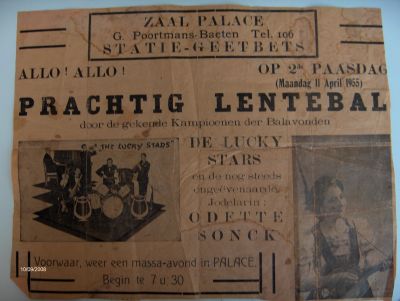 ZAAL PALACE
G. Poortmans-Baeten Tel. 106
STATIE-GEETBETS
ALLO! ALLO!
OP 2de PAASDAG
(Maandag 11 April 1955)
PRACHTIG LENTEBAL
door de gekende Kampioenen der Balavonden
THE LUCKY STARS
DE LUCKY
STARS
en de nog steeds
ongeëvenaarde
Jodelarin:
ODETTE
SONCK
Voorwaar, weer een massa-avond in PALACE.
Begin te 7 u 30
10/09/2008